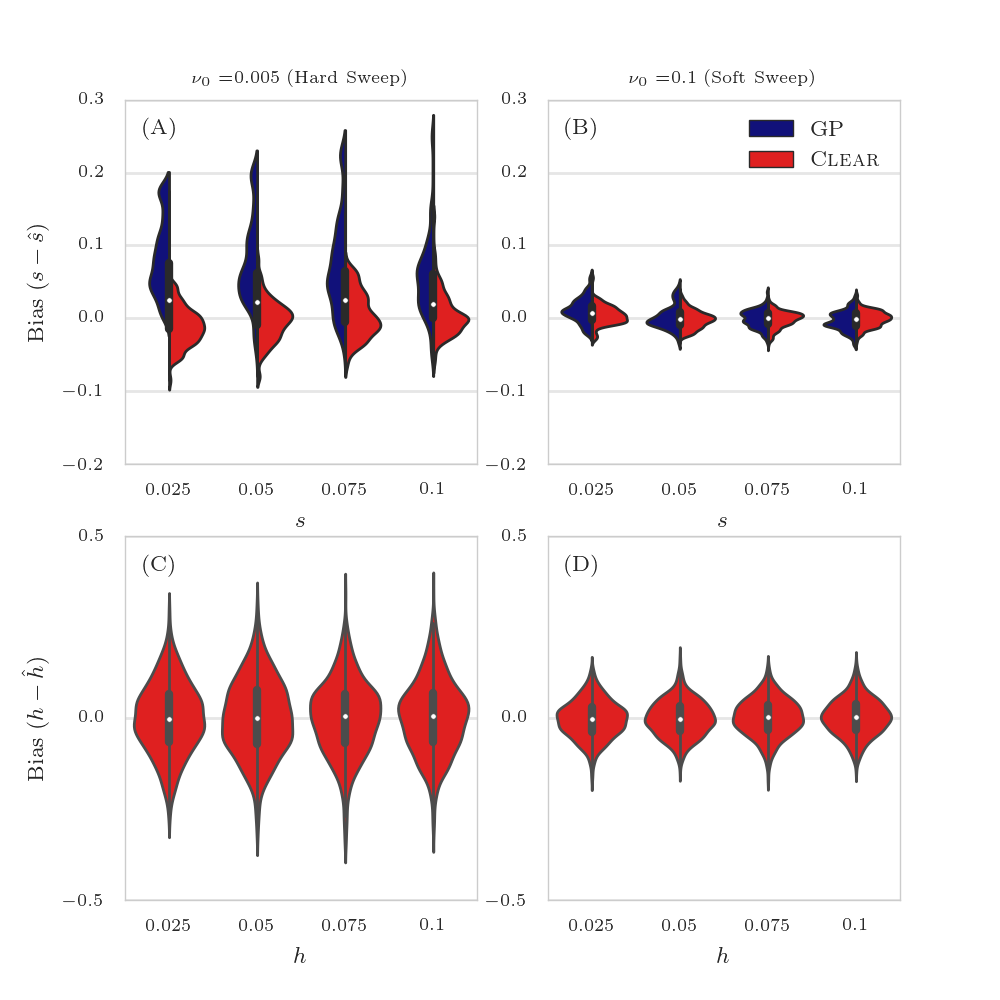 ν₀ =0.005 (Hard Sweep)
ν₀ =0.1 (Soft Sweep)
(A)
(B)
GP
CLEAR
Bias (s − ŝ)
0.3
0.2
0.1
0.0
−0.1
−0.2
0.3
0.2
0.1
0.0
−0.1
−0.2
0.025 0.05 0.075 0.1
s
0.025 0.05 0.075 0.1
s
(C)
(D)
Bias (h − ĥ)
0.5
0.0
−0.5
0.5
0.0
−0.5
0.025 0.05 0.075 0.1
h
0.025 0.05 0.075 0.1
h